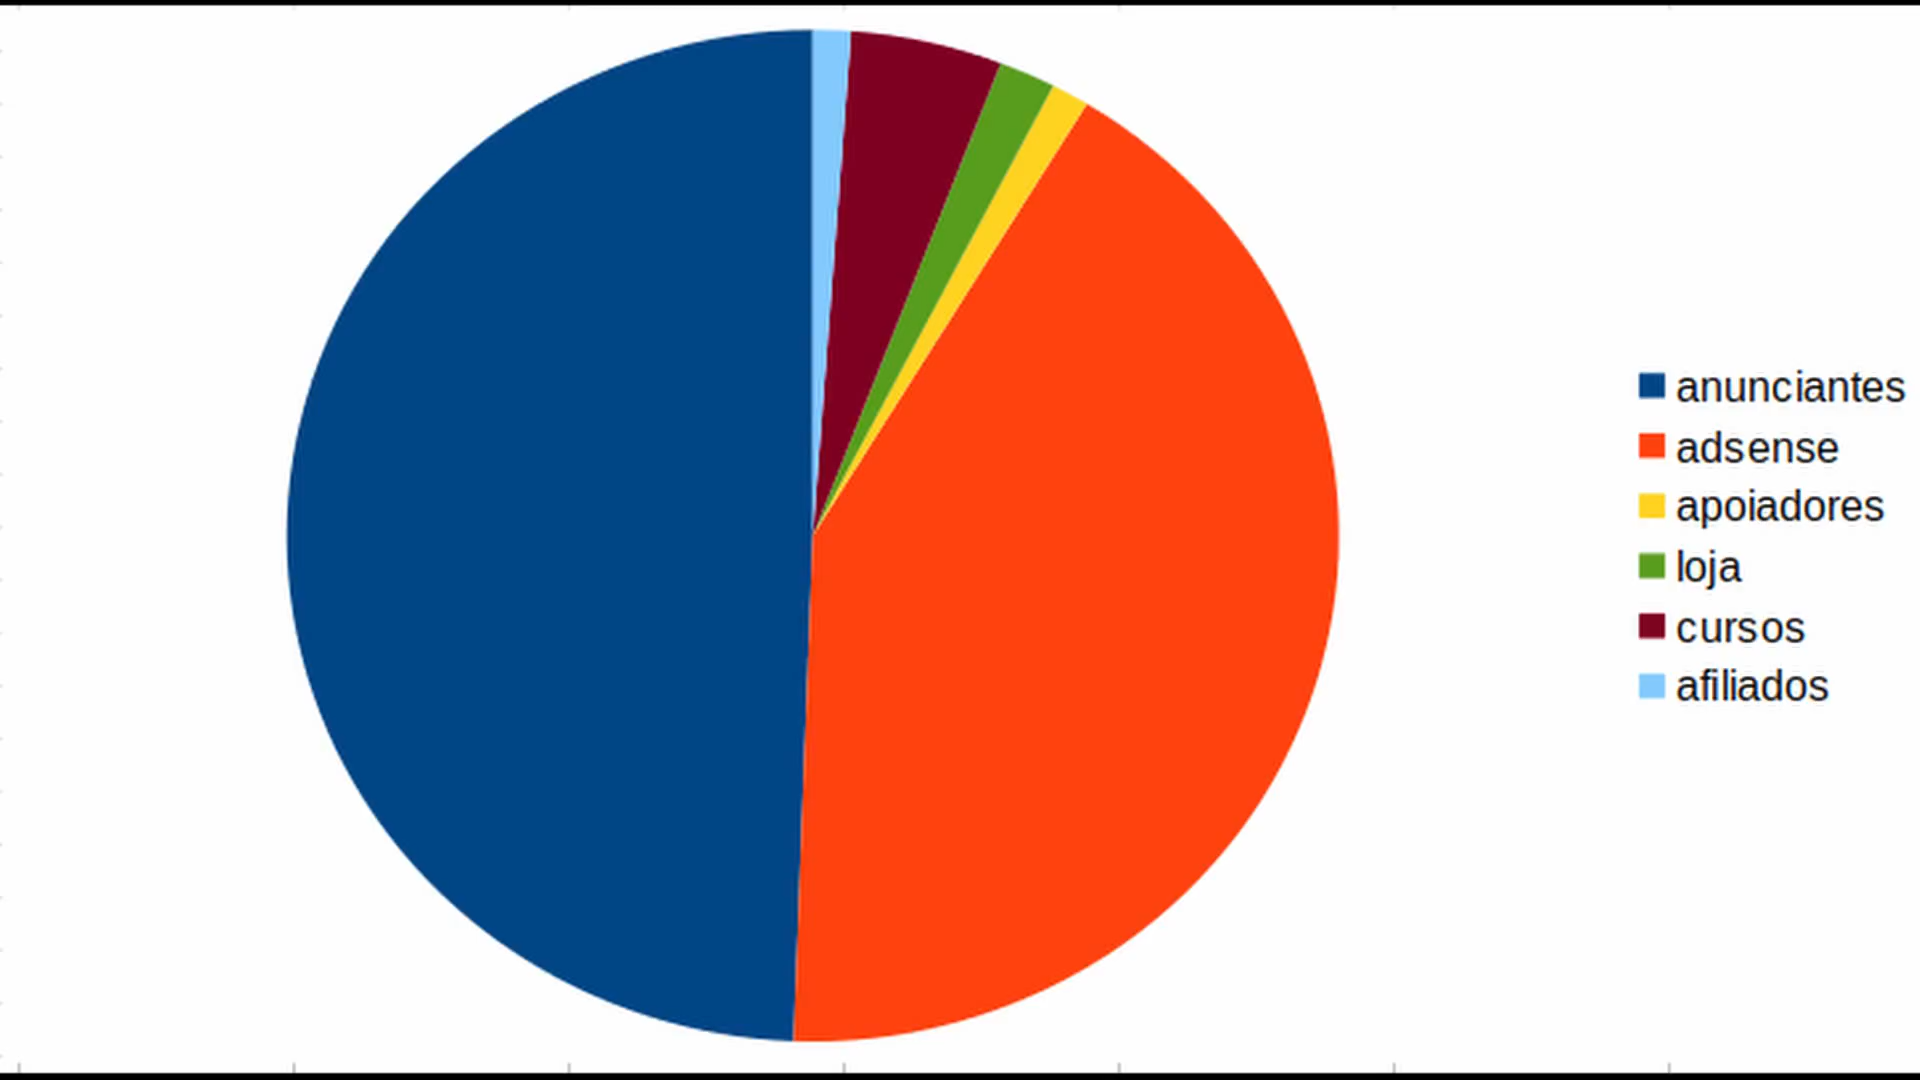 anunciantes
adsense
apoiadores
loja
cursos
afiliados